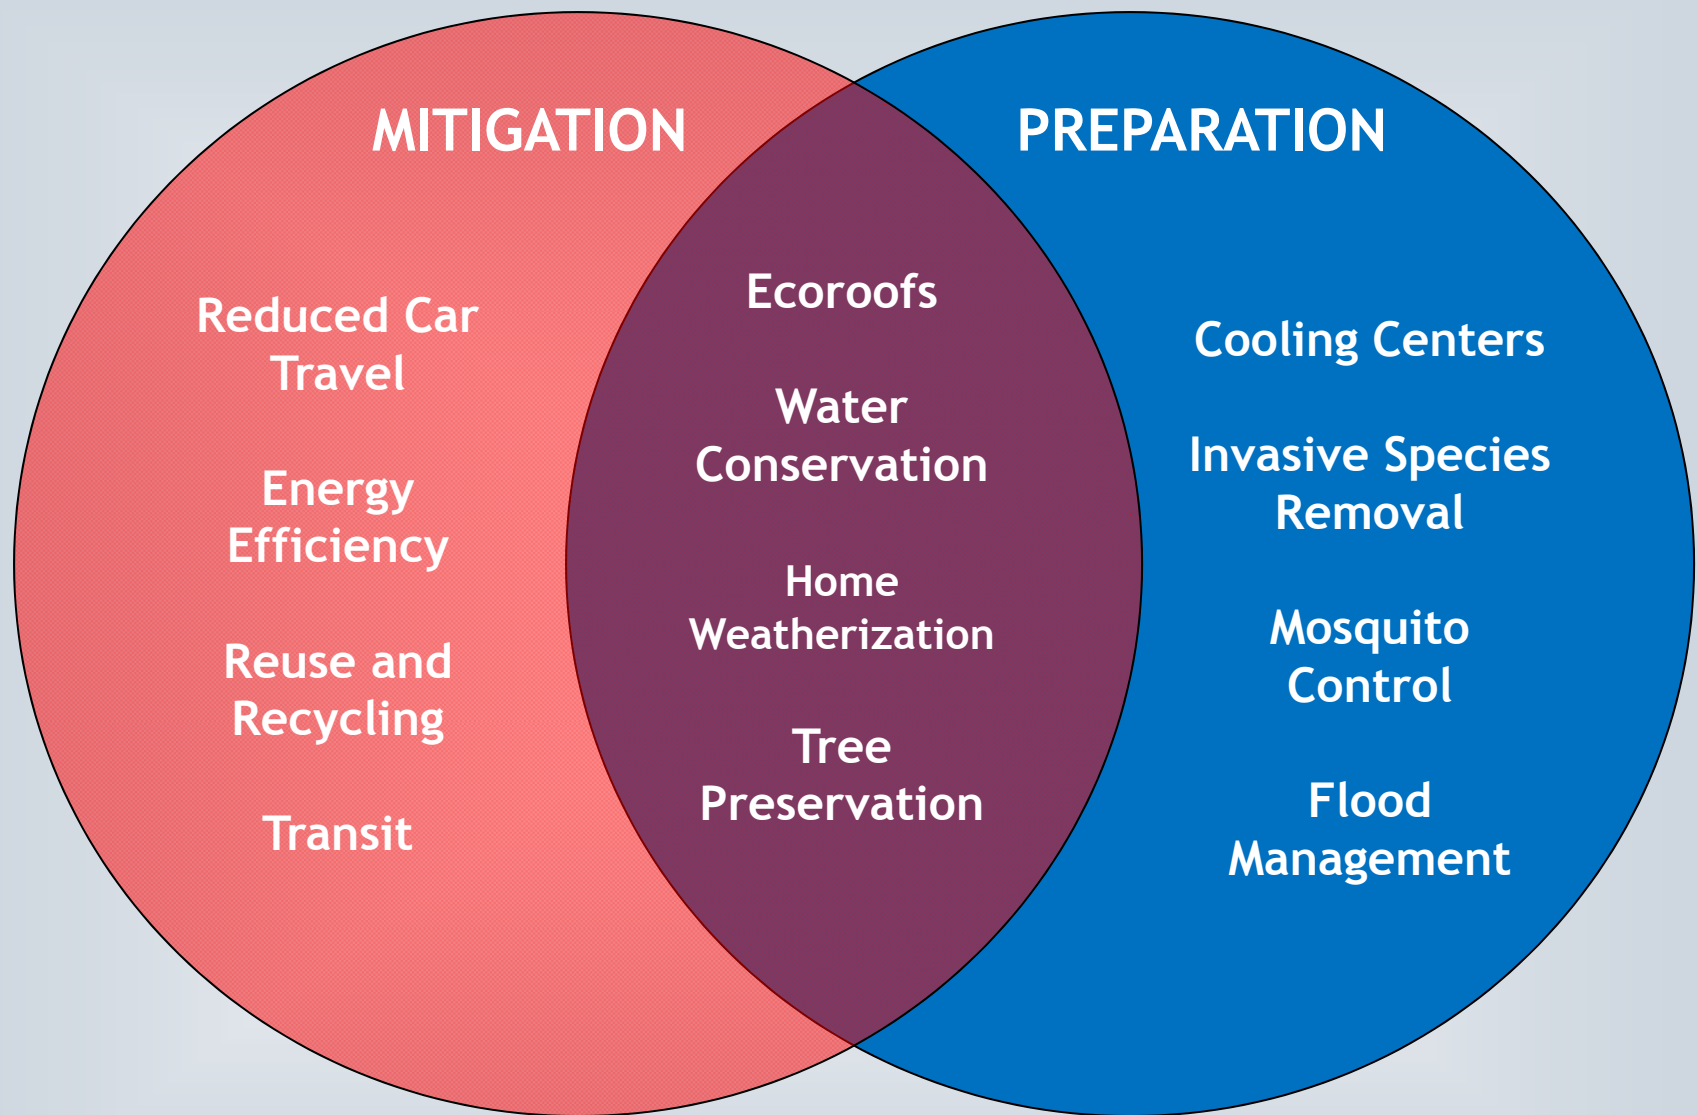 MITIGATION
PREPARATION
Reduced Car
Travel
Energy
Efficiency
Reuse and
Recycling
Transit
Ecoroofs
Water
Conservation
Home
Weatherization
Tree
Preservation
Cooling Centers
Invasive Species
Removal
Mosquito
Control
Flood
Management